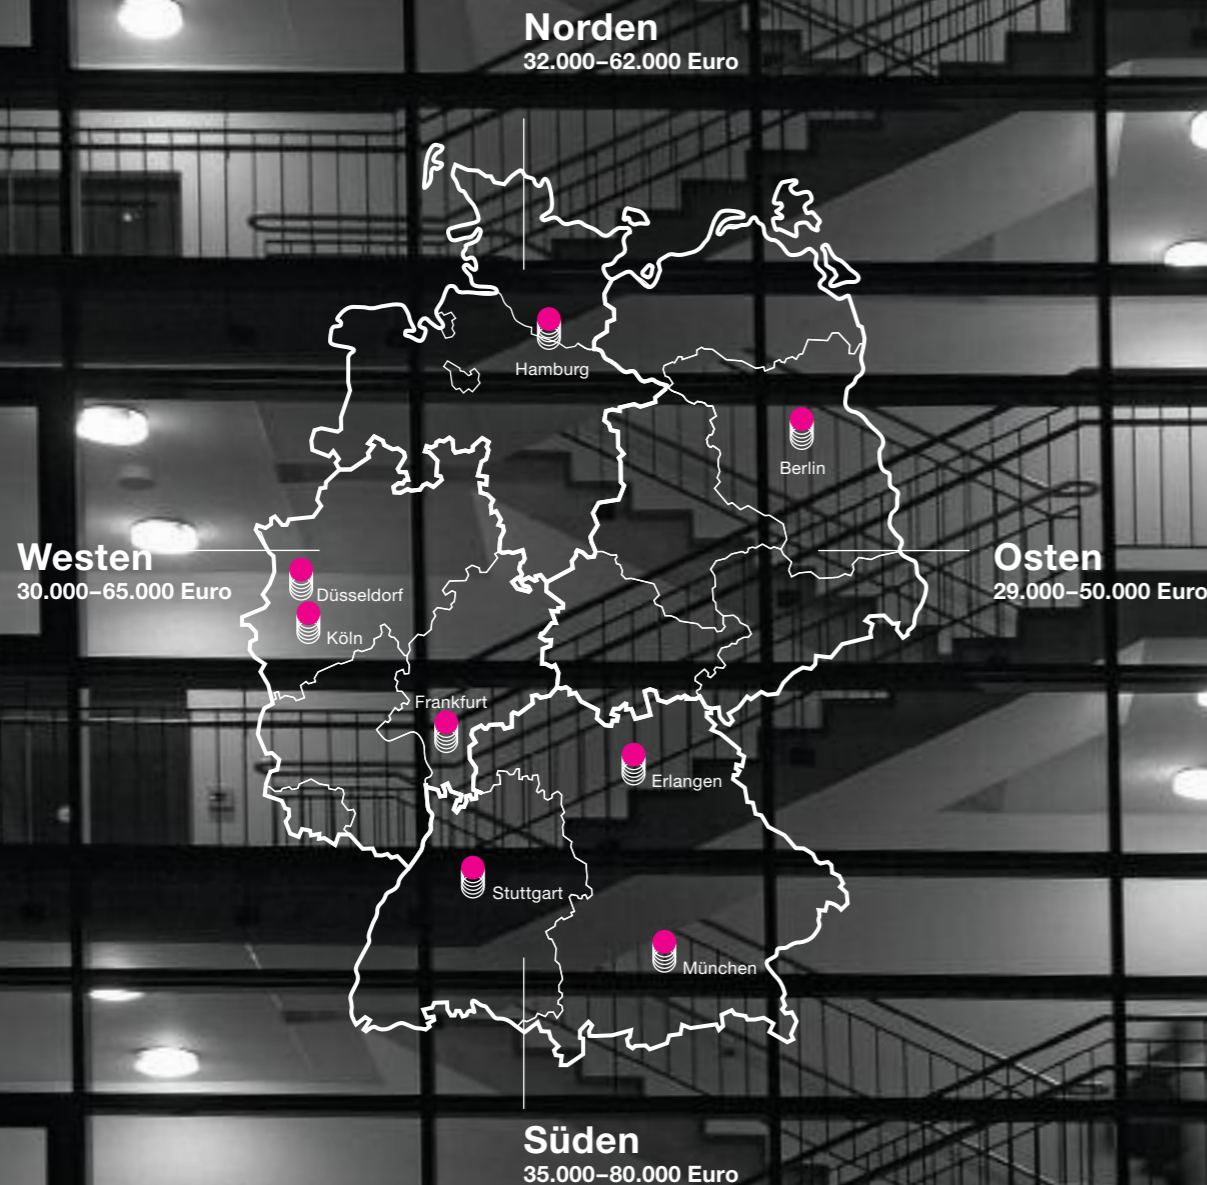 Norden
32.000–62.000 Euro
Hamburg
Berlin
Westen
30.000–65.000 Euro
Osten
29.000–50.000 Euro
Düsseldorf
Köln
Frankfurt
Erlangen
Stuttgart
München
Süden
35.000–80.000 Euro